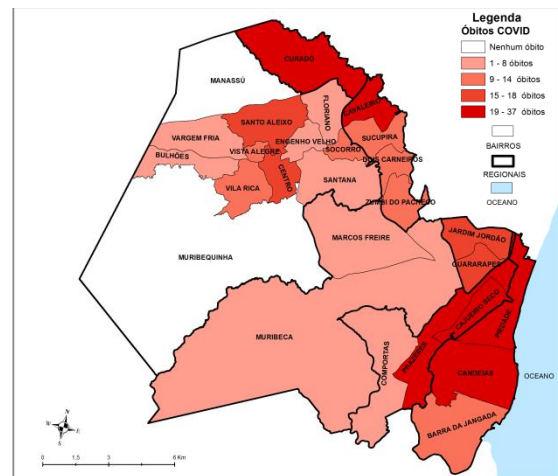 Legenda
Óbitos COVID
Nenhum óbito
1 - 8 óbitos
9 - 14 óbitos
15 - 18 óbitos
19 - 37 óbitos
BAIRROS
REGIONAIS
OCEANO
CURADO
MANASSÚ
FLORIANO
CAVALEIRO
SANTO ALEIXO
VARGEM FRIA
ENGENHO VELHO
SUCUPIRA
VISTA ALEGRE
SOCORRO
BULHÕES
DOIS CARNEIROS
VILA RICA
CENTRO
SANTANA
ZUMBI DO PACHECO
MARCOS FREIRE
JARDIM JORDÃO
MURIBEQUINHA
GUARARAPES
CAJUEIRO SECO
PIEDADE
MURIBECA
COMPORTAS
PRAZERES
CANDEIAS
OCEANO
BARRA DA JANGADA
N
W
E
S
0 1,5 3 6 Km